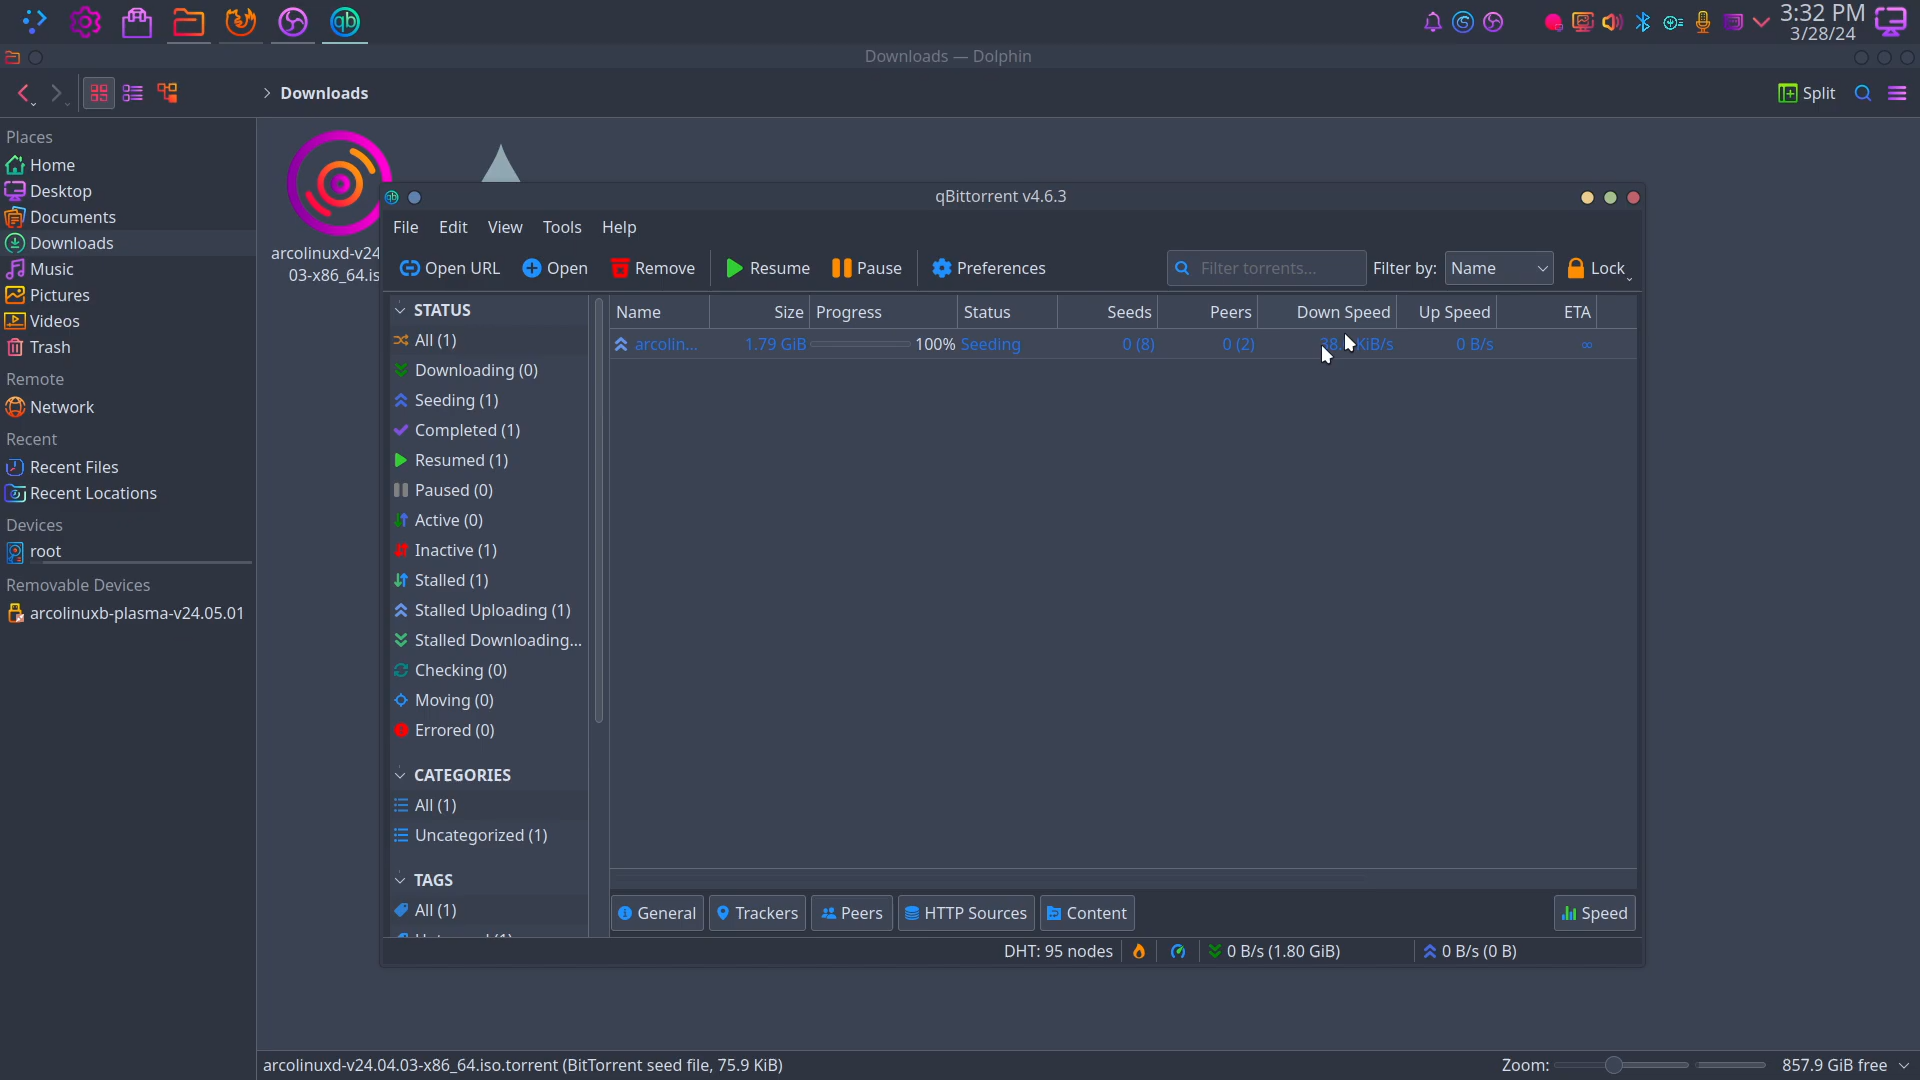 3:32 PM
3/28/24
Downloads — Dolphin
Downloads
Split
Places
Home
Desktop
Documents
Downloads
Music
Pictures
Videos
Trash
Remote
Network
Recent
Recent Files
Recent Locations
Devices
root
Removable Devices
arcolinuxb-plasma-v24.05.01
arcolinuxd-v24
03-x86_64.is
qBittorrent v4.6.3
File Edit View Tools Help
Open URL Open Remove Resume Pause Preferences Filter torrents... Filter by: Name Lock
STATUS
All (1)
Downloading (0)
Seeding (1)
Completed (1)
Resumed (1)
Paused (0)
Active (0)
Inactive (1)
Stalled (1)
Stalled Uploading (1)
Stalled Downloading...
Checking (0)
Moving (0)
Errored (0)
CATEGORIES
All (1)
Uncategorized (1)
TAGS
All (1)
Name Size Progress Status Seeds Peers Down Speed Up Speed ETA
arcolin... 1.79 GiB 100% Seeding 0 (8) 0 (2) KiB/s 0 B/s ∞
General Trackers Peers HTTP Sources Content Speed
DHT: 95 nodes 0 B/s (1.80 GiB) 0 B/s (0 B)
arcolinuxd-v24.04.03-x86_64.iso.torrent (BitTorrent seed file, 75.9 KiB)
Zoom: 857.9 GiB free